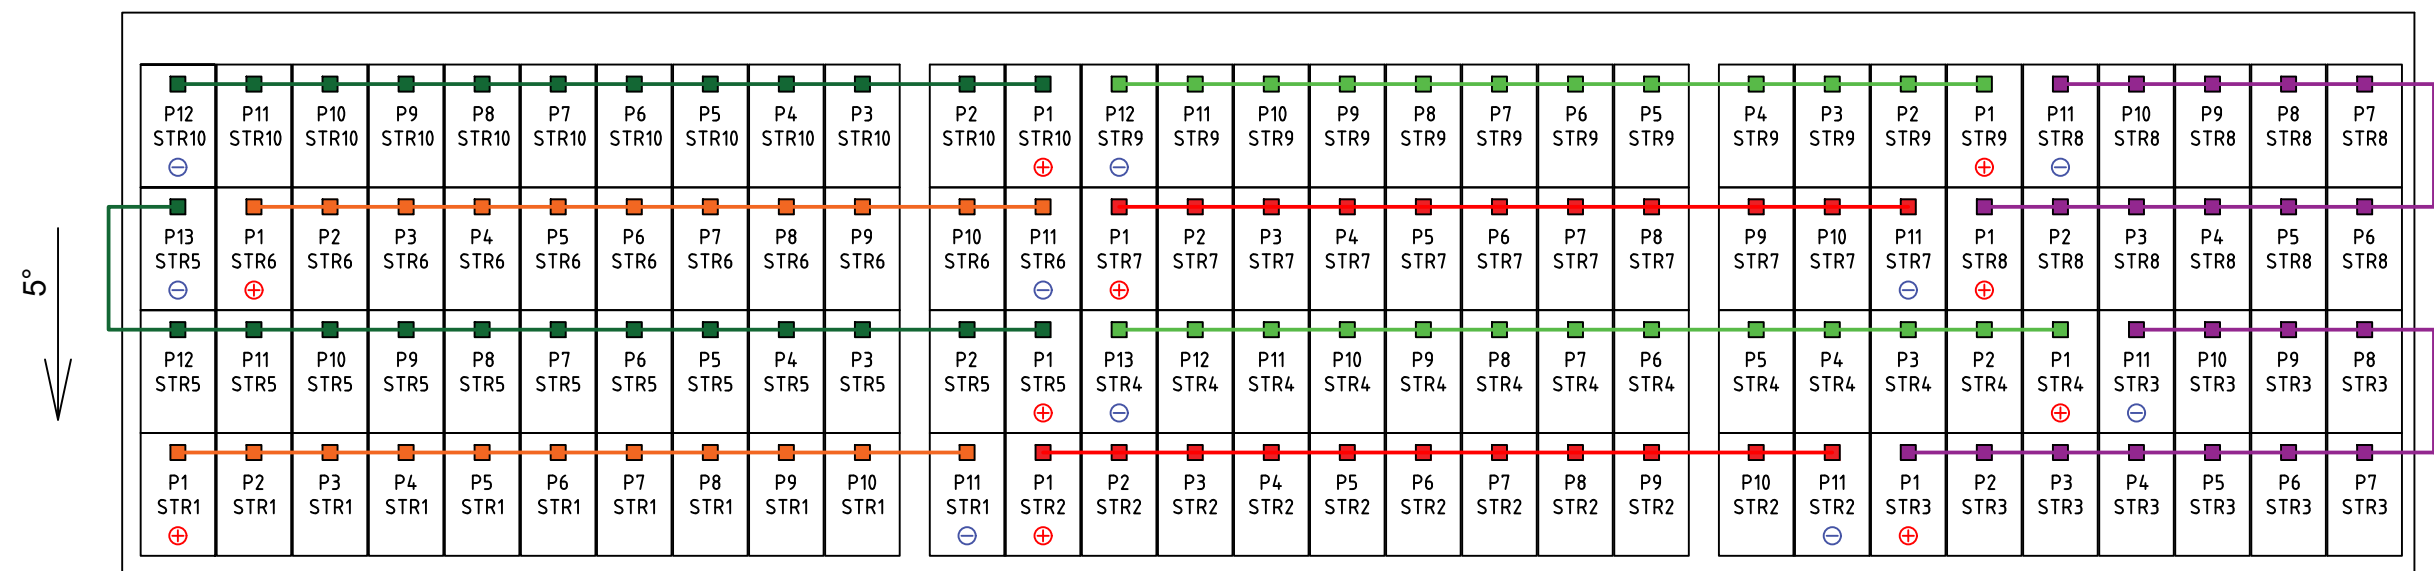 P12 P11 P10 P9 P8 P7 P6 P5 P4 P3 P2 P1 P12 P11 P10 P9 P8 P7 P6 P5 P4 P3 P2 P1 P11 P10 P9 P8 P7
STR10 STR10 STR10 STR10 STR10 STR10 STR10 STR10 STR10 STR10 STR10 STR10 STR9 STR9 STR9 STR9 STR9 STR9 STR9 STR9 STR9 STR9 STR9 STR9 STR8 STR8 STR8 STR8 STR8
P13 P1 P2 P3 P4 P5 P6 P7 P8 P9 P10 P11 P1 P2 P3 P4 P5 P6 P7 P8 P9 P10 P11 P1 P2 P3 P4 P5 P6
STR5 STR6 STR6 STR6 STR6 STR6 STR6 STR6 STR6 STR6 STR6 STR6 STR7 STR7 STR7 STR7 STR7 STR7 STR7 STR7 STR7 STR7 STR7 STR8 STR8 STR8 STR8 STR8 STR8
5°
P12 P11 P10 P9 P8 P7 P6 P5 P4 P3 P2 P1 P13 P12 P11 P10 P9 P8 P7 P6 P5 P4 P3 P2 P1 P11 P10 P9 P8
STR5 STR5 STR5 STR5 STR5 STR5 STR5 STR5 STR5 STR5 STR5 STR5 STR4 STR4 STR4 STR4 STR4 STR4 STR4 STR4 STR4 STR4 STR4 STR4 STR4 STR3 STR3 STR3 STR3
P1 P2 P3 P4 P5 P6 P7 P8 P9 P10 P11 P1 P2 P3 P4 P5 P6 P7 P8 P9 P10 P11 P1 P2 P3 P4 P5 P6 P7
STR1 STR1 STR1 STR1 STR1 STR1 STR1 STR1 STR1 STR1 STR1 STR2 STR2 STR2 STR2 STR2 STR2 STR2 STR2 STR2 STR2 STR2 STR3 STR3 STR3 STR3 STR3 STR3 STR3